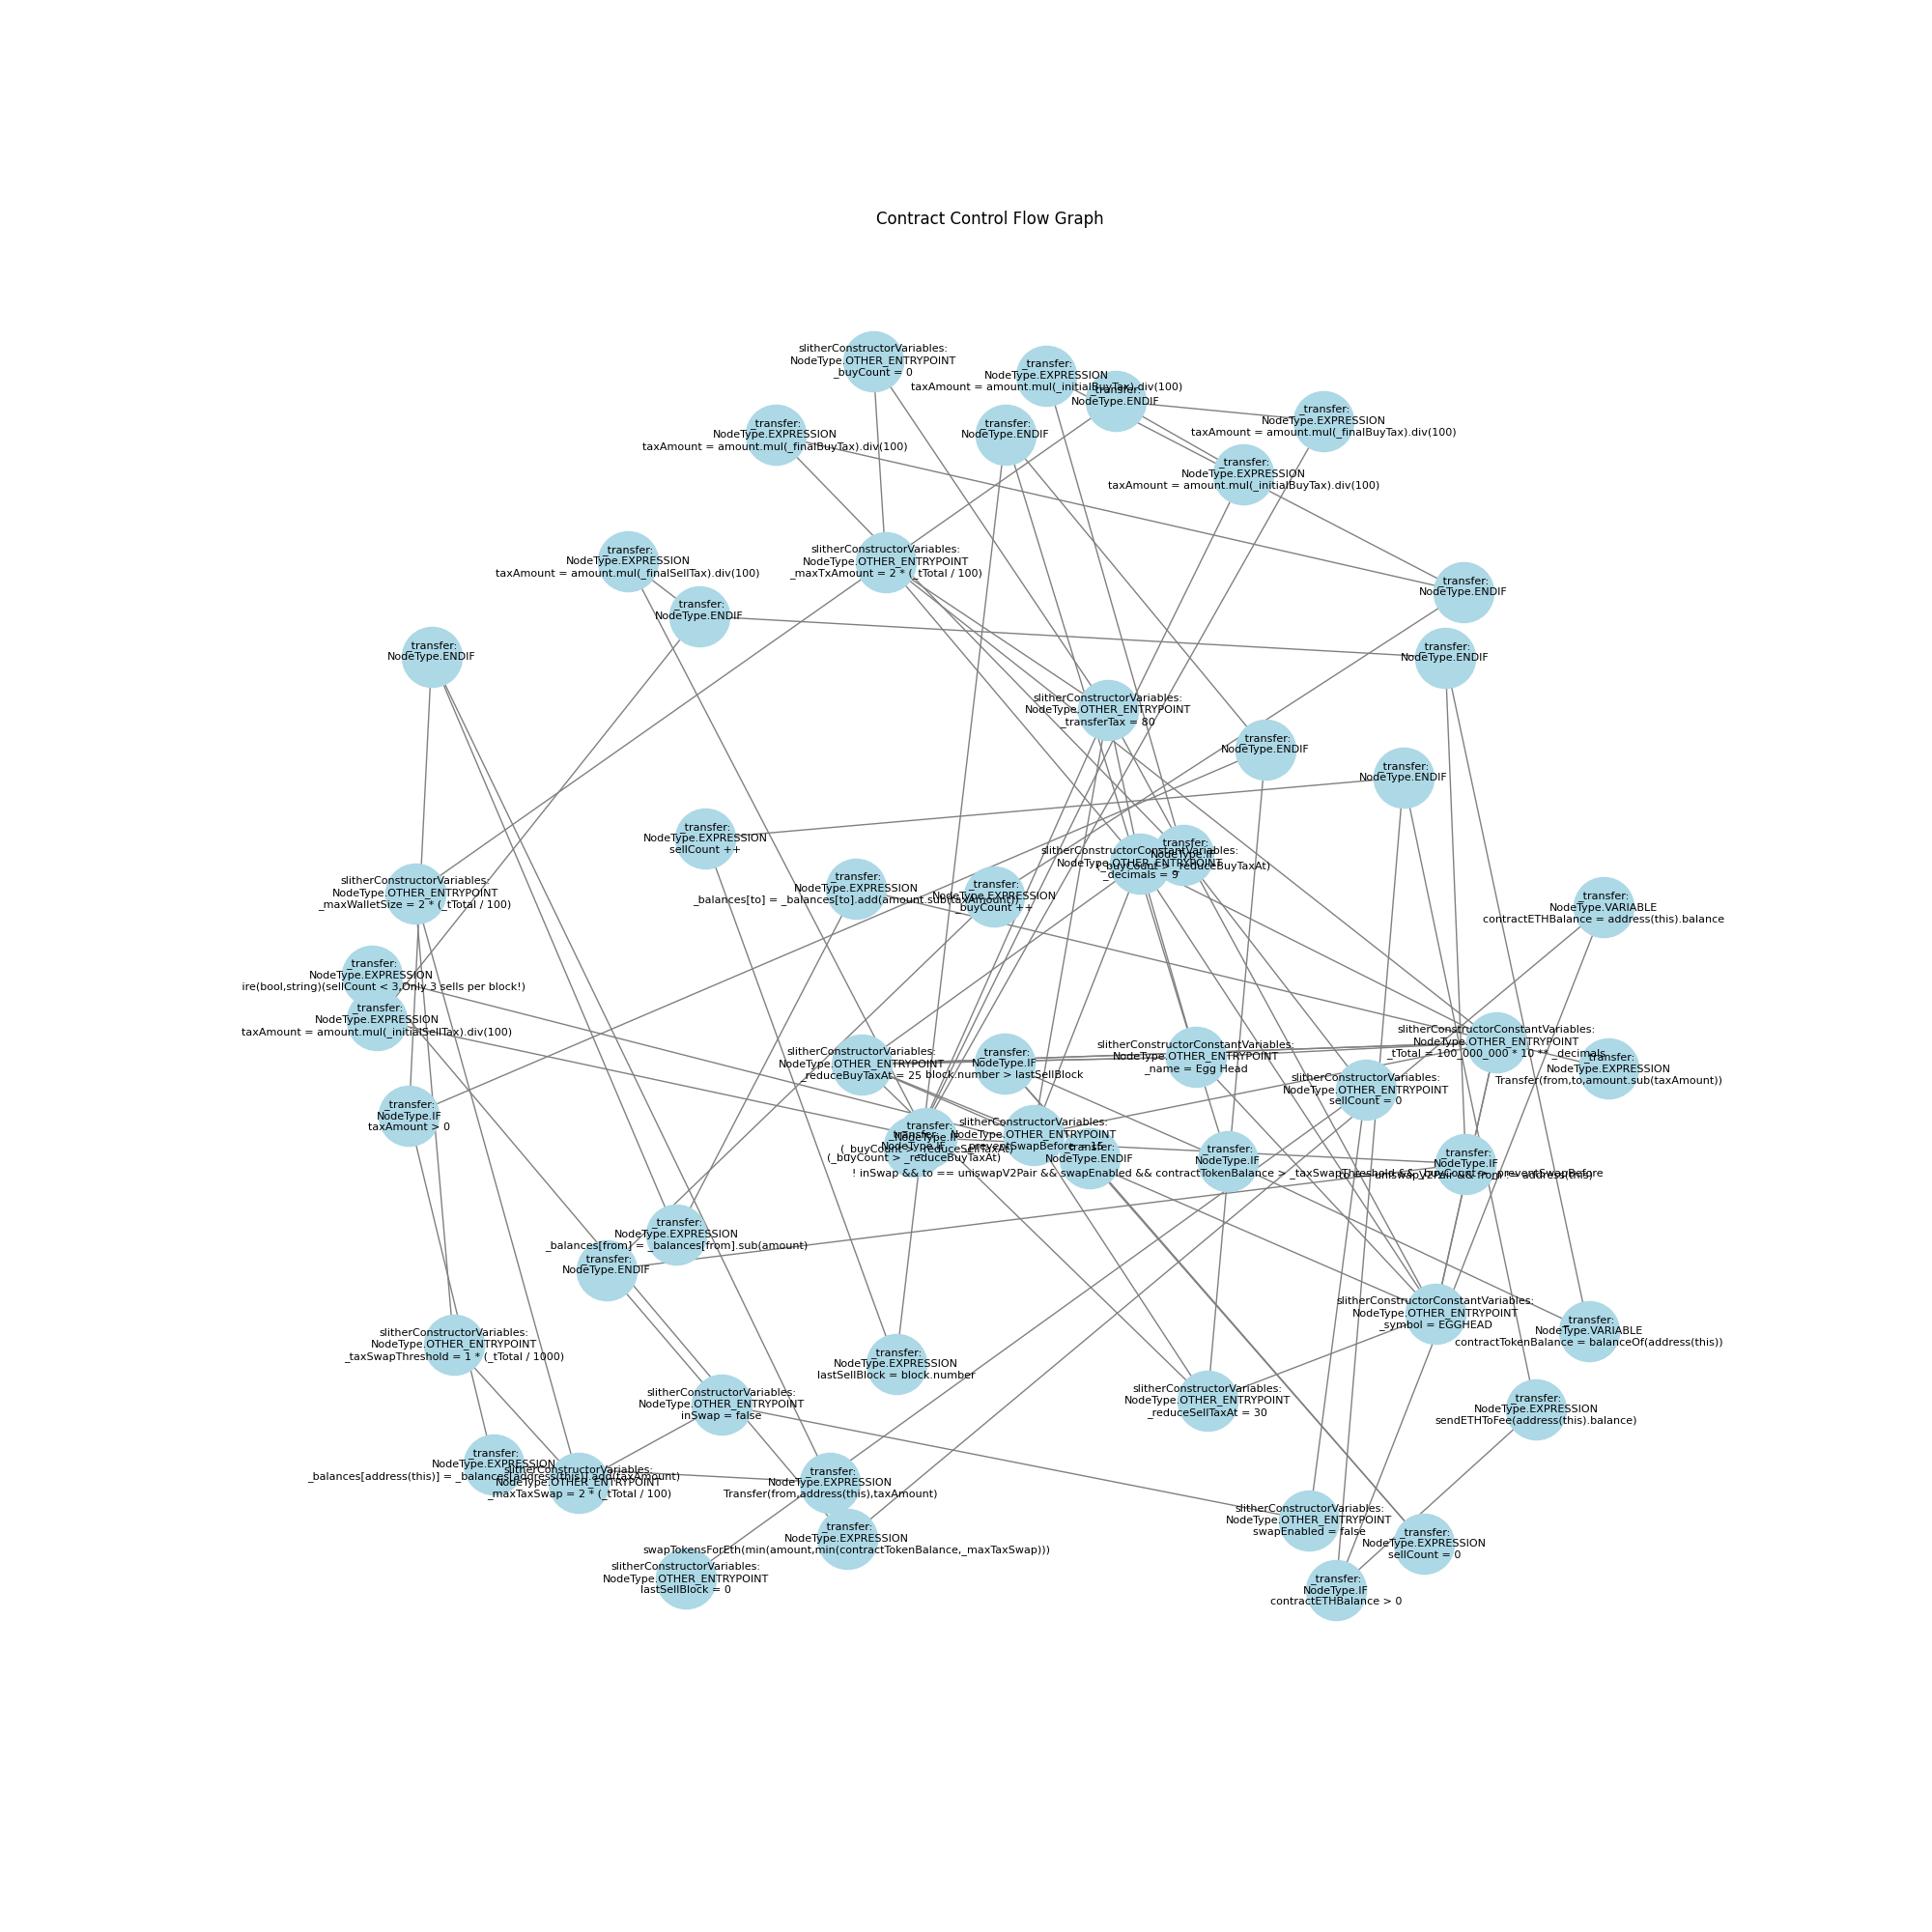 Contract Control Flow Graph
slitherConstructorVariables:
NodeType.OTHER_ENTRYPOINT
_buyCount = 0
_transfer:
NodeType.EXPRESSION
taxAmount = amount.mul(_initialBuyTax).div(100)
_transfer:
NodeType.ENDIF
_transfer:
NodeType.EXPRESSION
taxAmount = amount.mul(_finalBuyTax).div(100)
_transfer:
NodeType.EXPRESSION
taxAmount = amount.mul(_finalBuyTax).div(100)
_transfer:
NodeType.ENDIF
_transfer:
NodeType.EXPRESSION
taxAmount = amount.mul(_initialBuyTax).div(100)
_transfer:
NodeType.EXPRESSION
taxAmount = amount.mul(_finalSellTax).div(100)
slitherConstructorVariables:
NodeType.OTHER_ENTRYPOINT
_maxTxAmount = 2 * (_tTotal / 100)
_transfer:
NodeType.ENDIF
_transfer:
NodeType.ENDIF
_transfer:
NodeType.ENDIF
_transfer:
NodeType.ENDIF
slitherConstructorVariables:
NodeType.OTHER_ENTRYPOINT
_transferTax = 80
_transfer:
NodeType.ENDIF
_transfer:
NodeType.ENDIF
_transfer:
NodeType.EXPRESSION
sellCount ++
slitherConstructorConstantVariables:
NodeType.OTHER_ENTRYPOINT
_decimals = 9
_transfer:
NodeType.IF
(_buyCount > _reduceBuyTaxAt)
slitherConstructorVariables:
NodeType.OTHER_ENTRYPOINT
_maxWalletSize = 2 * (_tTotal / 100)
_transfer:
NodeType.EXPRESSION
_balances[to] = _balances[to].add(amount.sub(taxAmount))
_transfer:
NodeType.EXPRESSION
_buyCount ++
_transfer:
NodeType.VARIABLE
contractETHBalance = address(this).balance
_transfer:
NodeType.EXPRESSION
ire(bool,string)(sellCount < 3,Only 3 sells per block!)
_transfer:
NodeType.EXPRESSION
taxAmount = amount.mul(_initialSellTax).div(100)
slitherConstructorVariables:
NodeType.OTHER_ENTRYPOINT
_reduceBuyTaxAt = 25
_transfer:
NodeType.IF
block.number > lastSellBlock
slitherConstructorConstantVariables:
NodeType.OTHER_ENTRYPOINT
_name = Egg Head
slitherConstructorConstantVariables:
NodeType.OTHER_ENTRYPOINT
_tTotal = 100_000_000 * 10 ** _decimals
_transfer:
NodeType.EXPRESSION
Transfer(from,to,amount.sub(taxAmount))
slitherConstructorVariables:
NodeType.OTHER_ENTRYPOINT
sellCount = 0
_transfer:
NodeType.IF
taxAmount > 0
_transfer:
NodeType.IF
(_buyCount > _reduceSellTaxAt)
_transfer:
NodeType.IF
(_buyCount > _reduceBuyTaxAt)
slitherConstructorVariables:
NodeType.OTHER_ENTRYPOINT
_preventSwapBefore = 15
_transfer:
NodeType.ENDIF
_transfer:
NodeType.IF
! inSwap && to == uniswapV2Pair && swapEnabled && contractTokenBalance > _taxSwapThreshold && _buyCount > _preventSwapBefore
_transfer:
NodeType.IF
to == uniswapV2Pair && from != address(this)
_transfer:
NodeType.EXPRESSION
_balances[from] = _balances[from].sub(amount)
_transfer:
NodeType.ENDIF
slitherConstructorConstantVariables:
NodeType.OTHER_ENTRYPOINT
_symbol = EGGHEAD
_transfer:
NodeType.VARIABLE
contractTokenBalance = balanceOf(address(this))
slitherConstructorVariables:
NodeType.OTHER_ENTRYPOINT
_taxSwapThreshold = 1 * (_tTotal / 1000)
_transfer:
NodeType.EXPRESSION
lastSellBlock = block.number
slitherConstructorVariables:
NodeType.OTHER_ENTRYPOINT
inSwap = false
slitherConstructorVariables:
NodeType.OTHER_ENTRYPOINT
_reduceSellTaxAt = 30
_transfer:
NodeType.EXPRESSION
sendETHToFee(address(this).balance)
_transfer:
NodeType.EXPRESSION
_balances[address(this)] = _balances[address(this)].add(taxAmount)
slitherConstructorVariables:
NodeType.OTHER_ENTRYPOINT
_maxTaxSwap = 2 * (_tTotal / 100)
_transfer:
NodeType.EXPRESSION
Transfer(from,address(this),taxAmount)
_transfer:
NodeType.EXPRESSION
swapTokensForEth(min(amount,min(contractTokenBalance,_maxTaxSwap)))
slitherConstructorVariables:
NodeType.OTHER_ENTRYPOINT
lastSellBlock = 0
slitherConstructorVariables:
NodeType.OTHER_ENTRYPOINT
swapEnabled = false
_transfer:
NodeType.EXPRESSION
sellCount = 0
_transfer:
NodeType.IF
contractETHBalance > 0